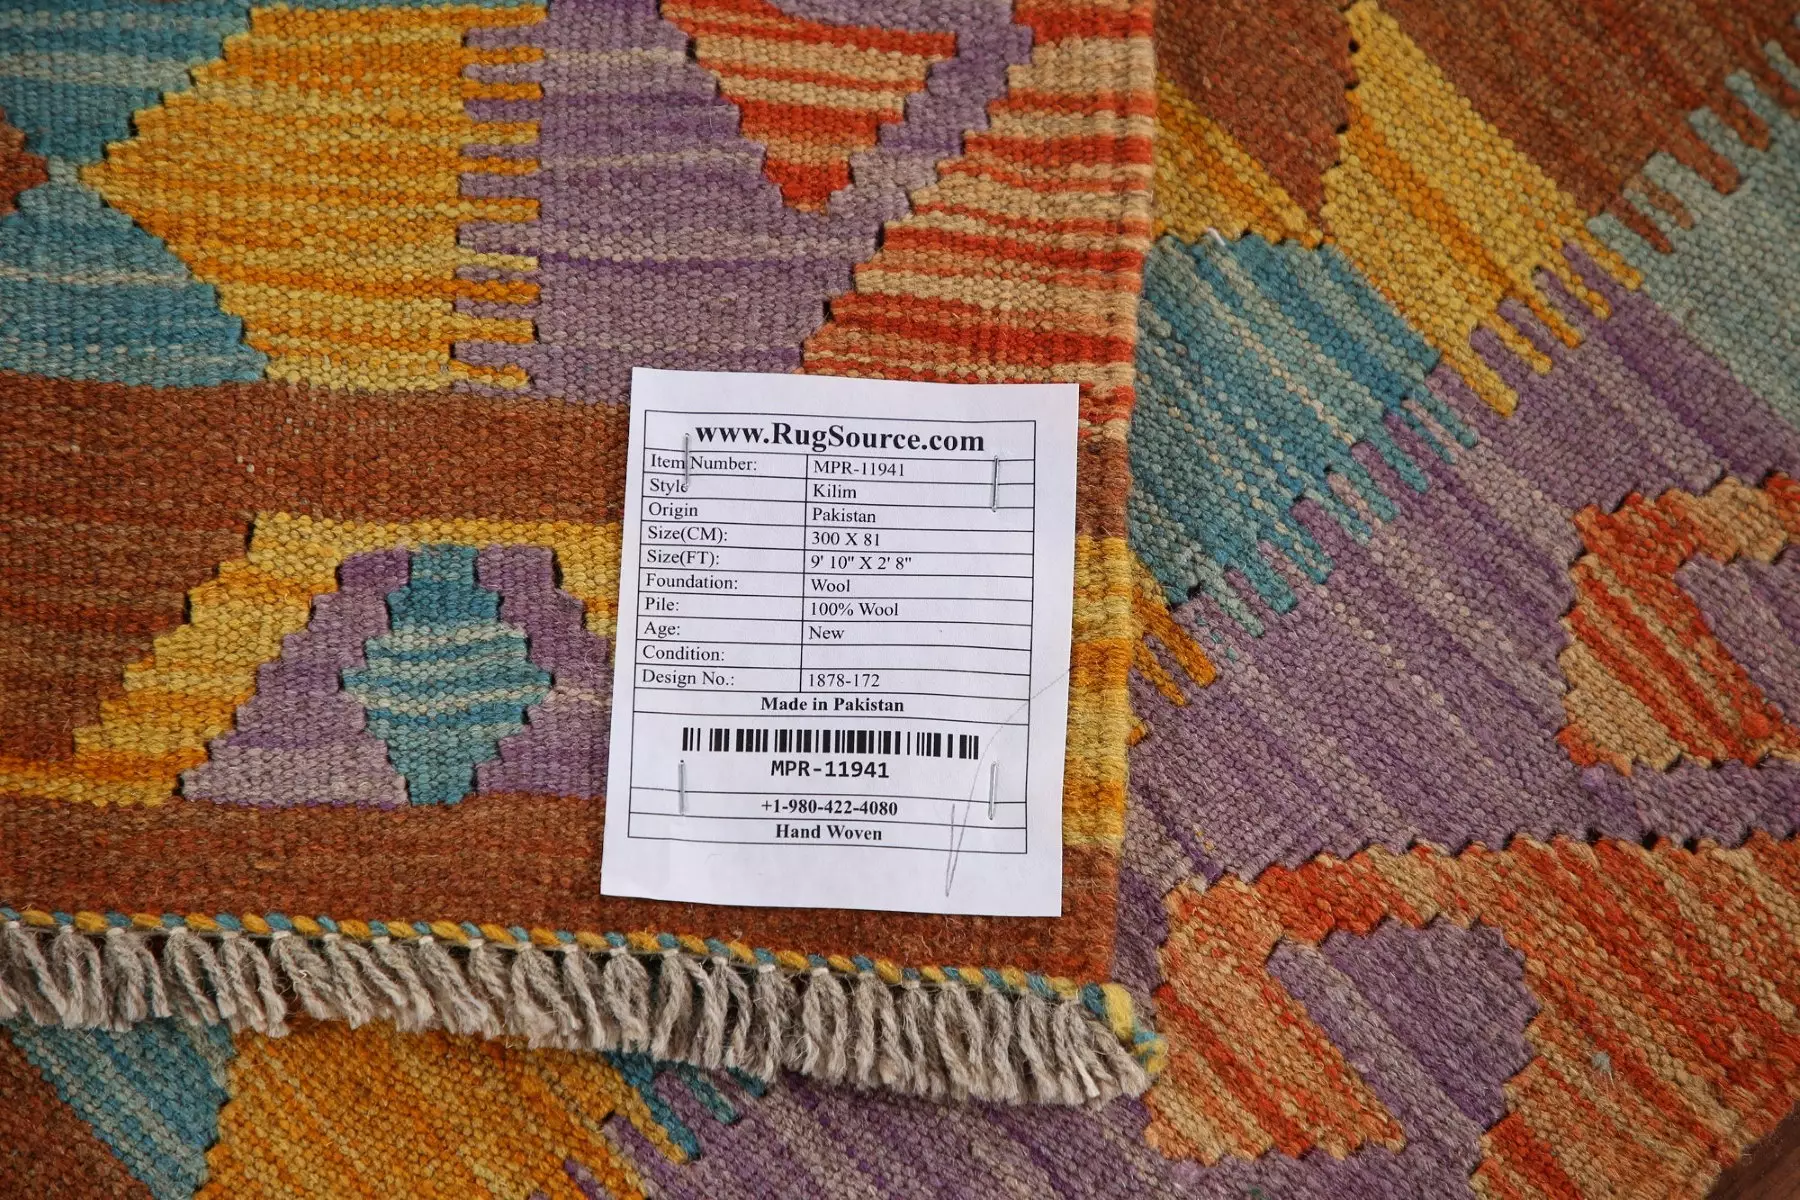 www.RugSource.com
Item Number: MPR-11941
Style Kilim
Origin Pakistan
Size(CM): 300 X 81
Size(FT): 9' 10" X 2' 8"
Foundation: Wool
Pile: 100% Wool
Age: New
Condition:
Design No.: 1878-172
Made in Pakistan
MPR-11941
+1-980-422-4080
Hand Woven